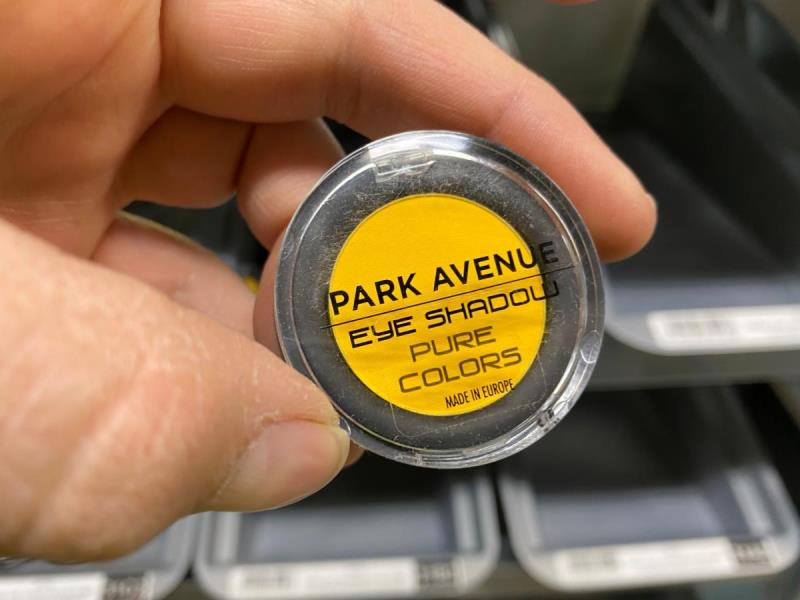 PARK AVENUE
EYE SHADOW
PURE
COLORS
MADE IN EUROPE